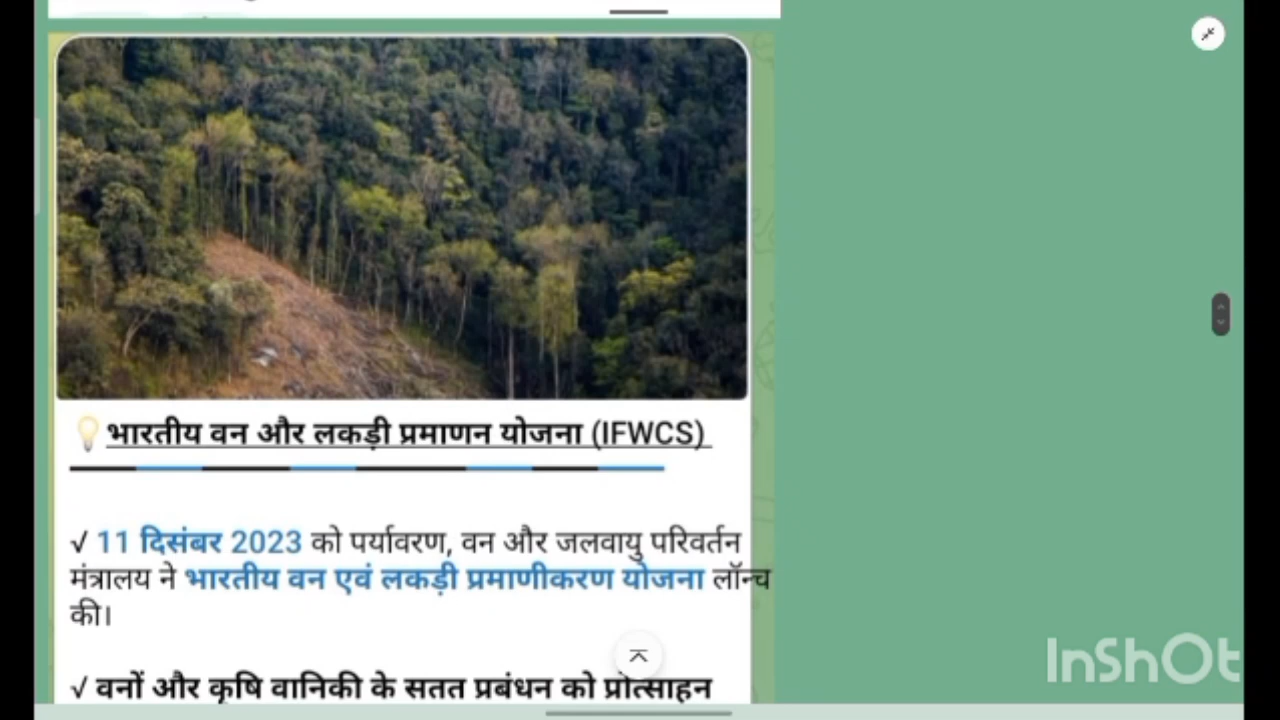 भारतीय वन और लकड़ी प्रमाणन योजना (IFWCS)
√ 11 दिसंबर 2023 को पर्यावरण, वन और जलवायु परिवर्तन
मंत्रालय ने भारतीय वन एवं लकड़ी प्रमाणीकरण योजना लॉन्च
की।
√ वनों और कृषि वानिकी के सतत प्रबंधन को प्रोत्साहन
InShOt